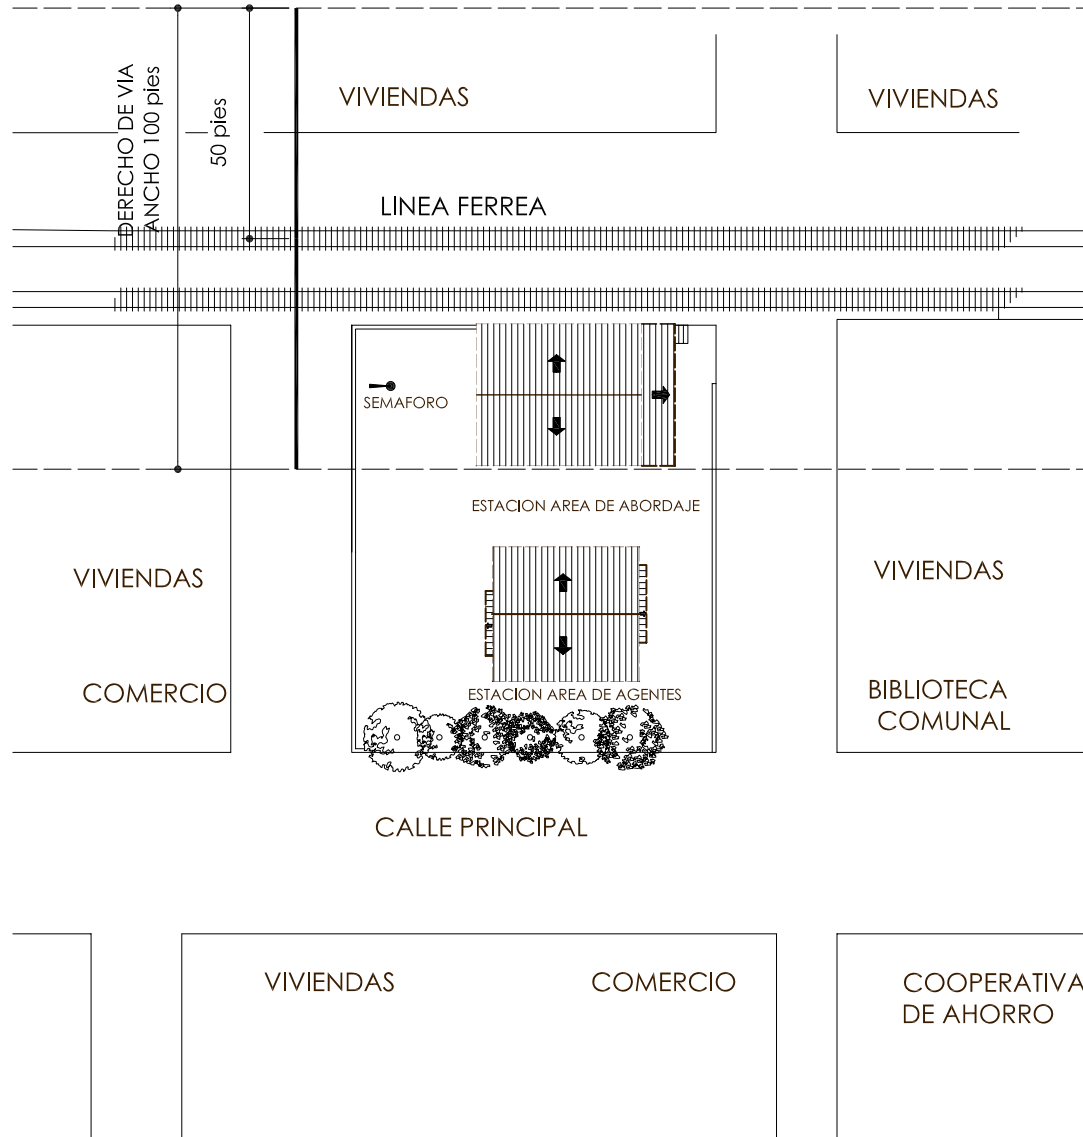 DERECHO DE VIA
ANCHO 100 pies
50 pies
VIVIENDAS
VIVIENDAS
LINEA FERREA
SEMAFORO
ESTACION AREA DE ABORDAJE
VIVIENDAS
VIVIENDAS
COMERCIO
ESTACION AREA DE AGENTES
BIBLIOTECA
COMUNAL
CALLE PRINCIPAL
VIVIENDAS
COMERCIO
COOPERATIVA
DE AHORRO